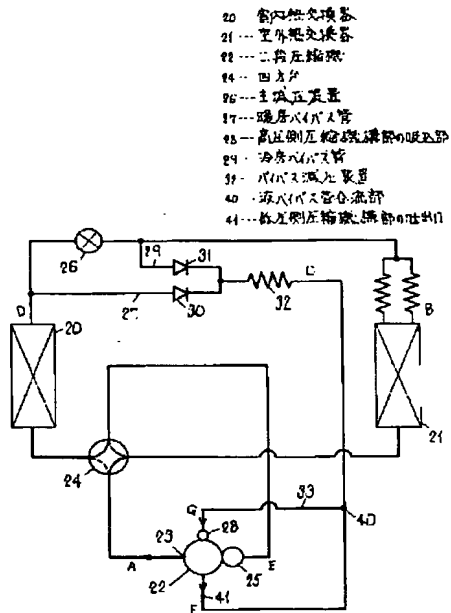 20 室内熱交換器
21--- 室外熱交換器
22--- 二段圧縮機
24--- 四方弁
26--- 主減圧装置
27--- 暖房バイパス管
28--- 高圧側圧縮機構部の吸込部
29 冷房バイパス管
32--- バイパス減圧装置
40 液バイパス管合流部
41--- 低圧側圧縮機構部の吐出口
26
29
31
C
D
27
30
32
B
20
21
24
33
G
28
40
23
A
22
25
E
41
F